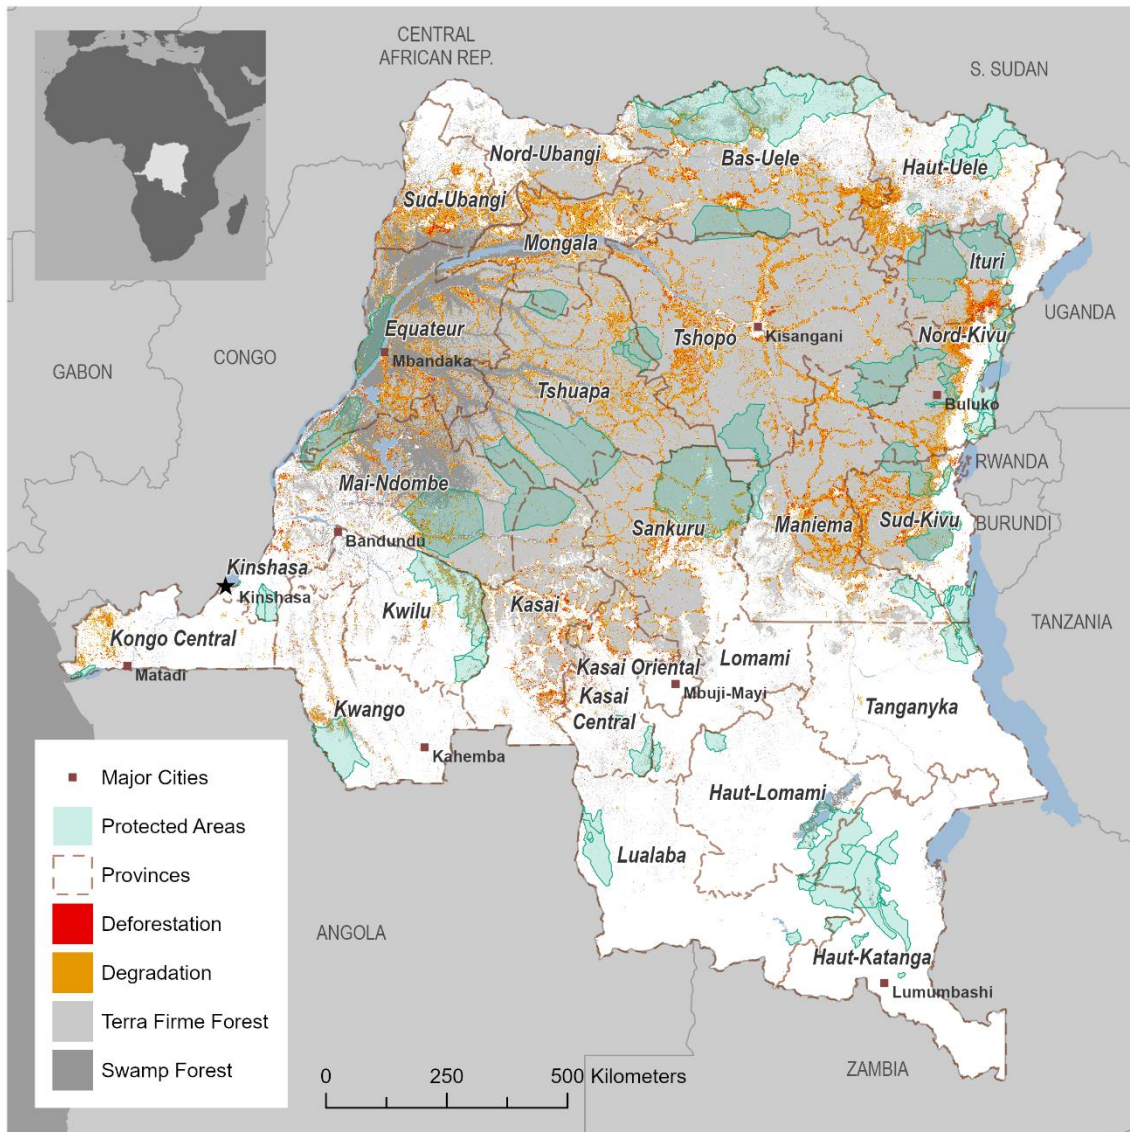 CENTRAL
AFRICAN REP.
S. SUDAN
Nord-Ubangi
Bas-Uele
Haut-Uele
Sud-Ubangi
Mongala
Ituri
UGANDA
Equateur
Tshopo
Kisangani
Nord-Kivu
CONGO
GABON
Mbandaka
Tshuapa
Buluko
RWANDA
Mai-Ndombe
Sankuru
Maniema
Sud-Kivu
BURUNDI
Bandundu
Kinshasa
Kinshasa
Kwilu
Kasai
TANZANIA
Kongo Central
Matadi
Kasai Oriental
Lomami
Mbuji-Mayi
Kasai
Central
Kwango
Tanganyka
Kahemba
Haut-Lomami
Lualaba
ANGOLA
Haut-Katanga
Lumumbashi
ZAMBIA
Major Cities
Protected Areas
Provinces
Deforestation
Degradation
Terra Firme Forest
Swamp Forest
0 250 500 Kilometers